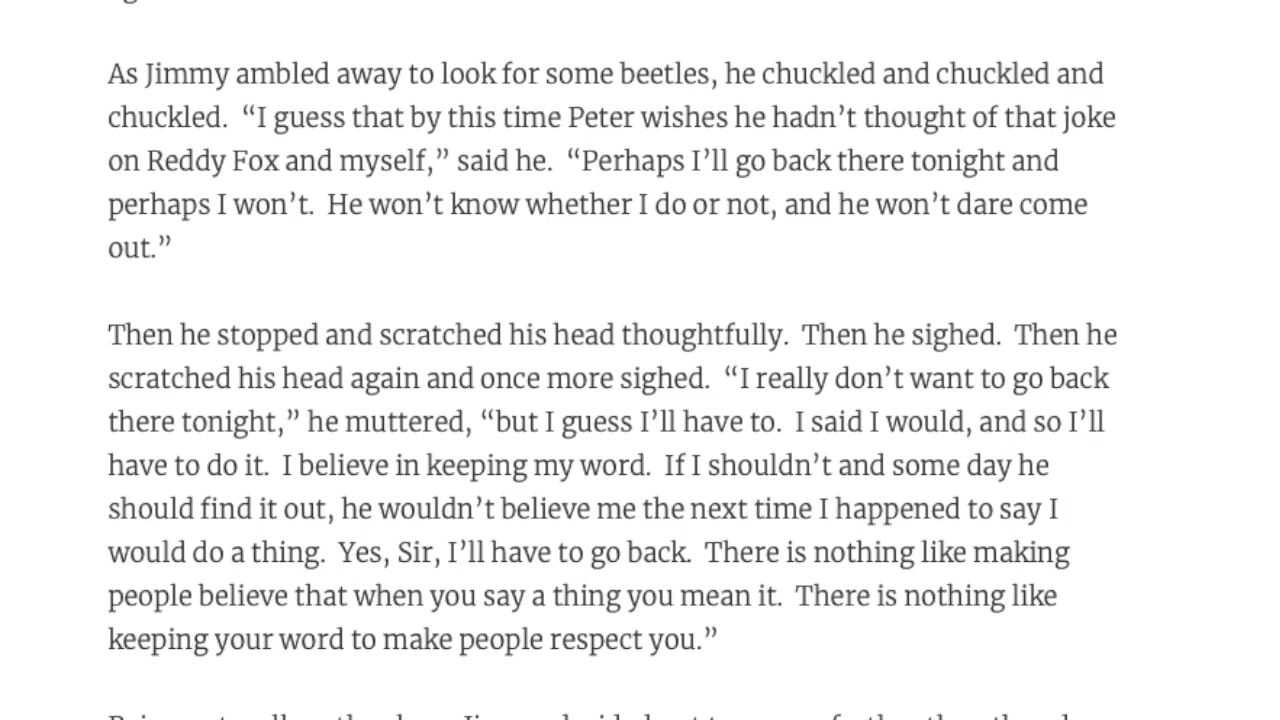 As Jimmy ambled away to look for some beetles, he chuckled and chuckled and
chuckled.  “I guess that by this time Peter wishes he hadn’t thought of that joke
on Reddy Fox and myself,” said he.  “Perhaps I’ll go back there tonight and
perhaps I won’t.  He won’t know whether I do or not, and he won’t dare come
out.”
Then he stopped and scratched his head thoughtfully.  Then he sighed.  Then he
scratched his head again and once more sighed.  “I really don’t want to go back
there tonight,” he muttered, “but I guess I’ll have to.  I said I would, and so I’ll
have to do it.  I believe in keeping my word.  If I shouldn’t and some day he
should find it out, he wouldn’t believe me the next time I happened to say I
would do a thing.  Yes, Sir, I’ll have to go back.  There is nothing like making
people believe that when you say a thing you mean it.  There is nothing like
keeping your word to make people respect you.”